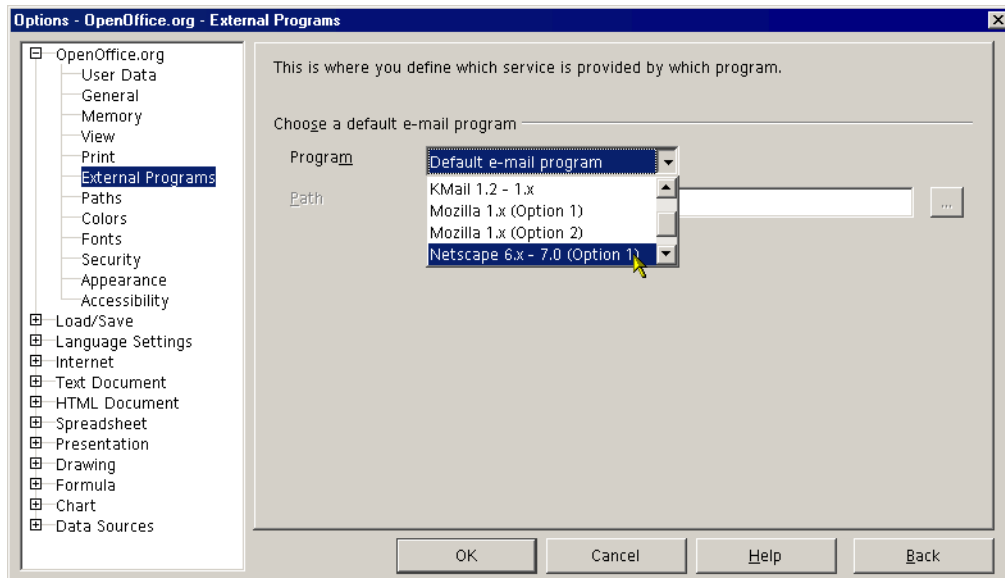 Options - OpenOffice.org - External Programs
OpenOffice.org
User Data
General
Memory
View
Print
External Programs
Paths
Colors
Fonts
Security
Appearance
Accessibility
Load/Save
Language Settings
Internet
Text Document
HTML Document
Spreadsheet
Presentation
Drawing
Formula
Chart
Data Sources
This is where you define which service is provided by which program.
Choose a default e-mail program
Program
Default e-mail program
KMail 1.2 - 1.x
Mozilla 1.x (Option 1)
Mozilla 1.x (Option 2)
Netscape 6.x - 7.0 (Option 1)
Path
...
OK
Cancel
Help
Back